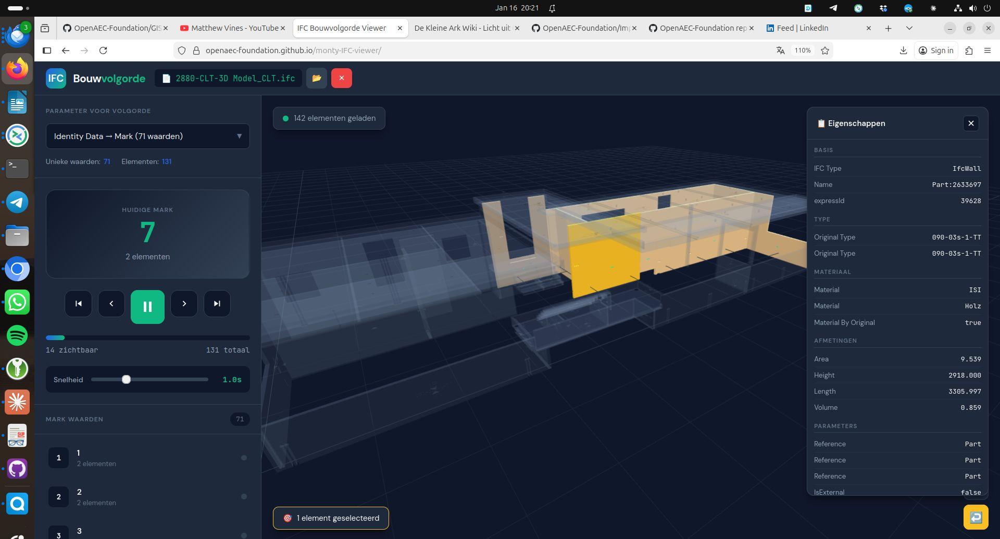 Jan 16 20:21
3
OpenAEC-Foundation/GIS
Matthew Vines - YouTube
IFC Bouwvolgorde Viewer
De Kleine Ark Wiki - Licht uit
OpenAEC-Foundation/Imp
OpenAEC-Foundation rep
Feed | LinkedIn
openaec-foundation.github.io/monty-IFC-viewer/
110%
Sign in
IFC
Bouwvolgorde
2880-CLT-3D Model_CLT.ifc
PARAMETER VOOR VOLGORDE
Identity Data → Mark (71 waarden)
Unieke waarden: 71 Elementen: 131
HUIDIGE MARK
7
2 elementen
14 zichtbaar
131 totaal
Snelheid
1.0s
MARK WAARDEN
71
1
1
2 elementen
2
2
2 elementen
3
3
142 elementen geladen
1 element geselecteerd
Eigenschappen
BASIS
IFC Type IfcWall
Name Part:2633697
expressId 39628
TYPE
Original Type 090-03s-1-TT
Original Type 090-03s-1-TT
MATERIAAL
Material ISI
Material Holz
Material By Original true
AFMETINGEN
Area 9.539
Height 2918.000
Length 3305.997
Volume 0.859
PARAMETERS
Reference Part
Reference Part
Reference Part
IsExternal false